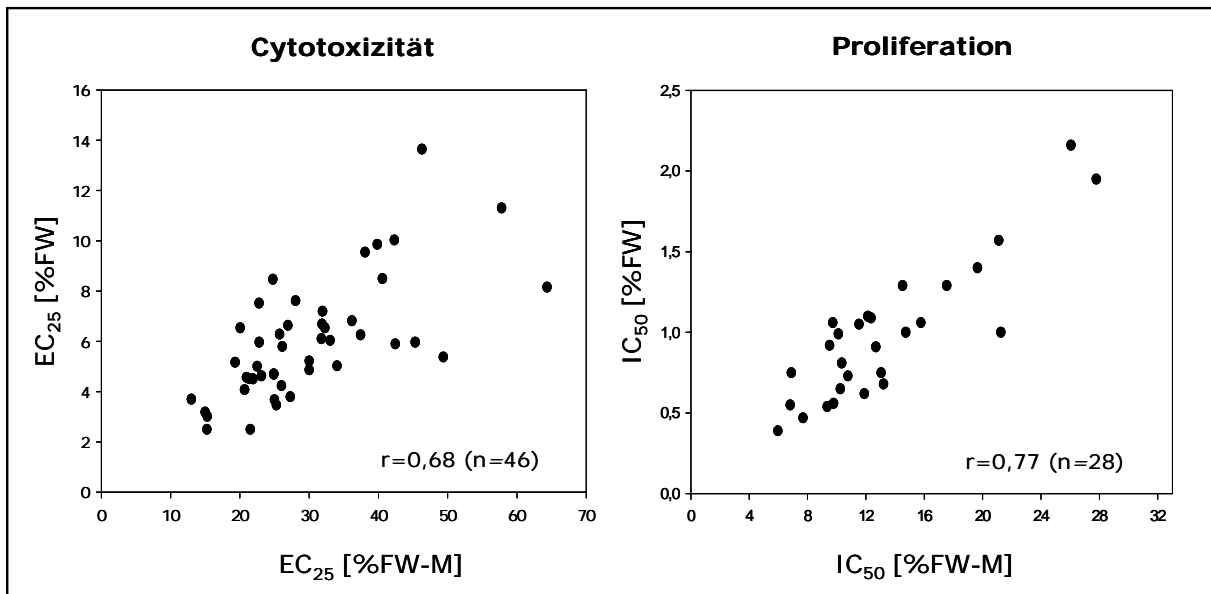 Cytotoxizität
16
14
12
10
8
6
4
2
0
EC25 [%FW]
r=0,68 (n=46)
0 10 20 30 40 50 60 70
EC25 [%FW-M]
Proliferation
2,5
2,0
1,5
1,0
0,5
0,0
IC50 [%FW]
r=0,77 (n=28)
0 4 8 12 16 20 24 28 32
IC50 [%FW-M]